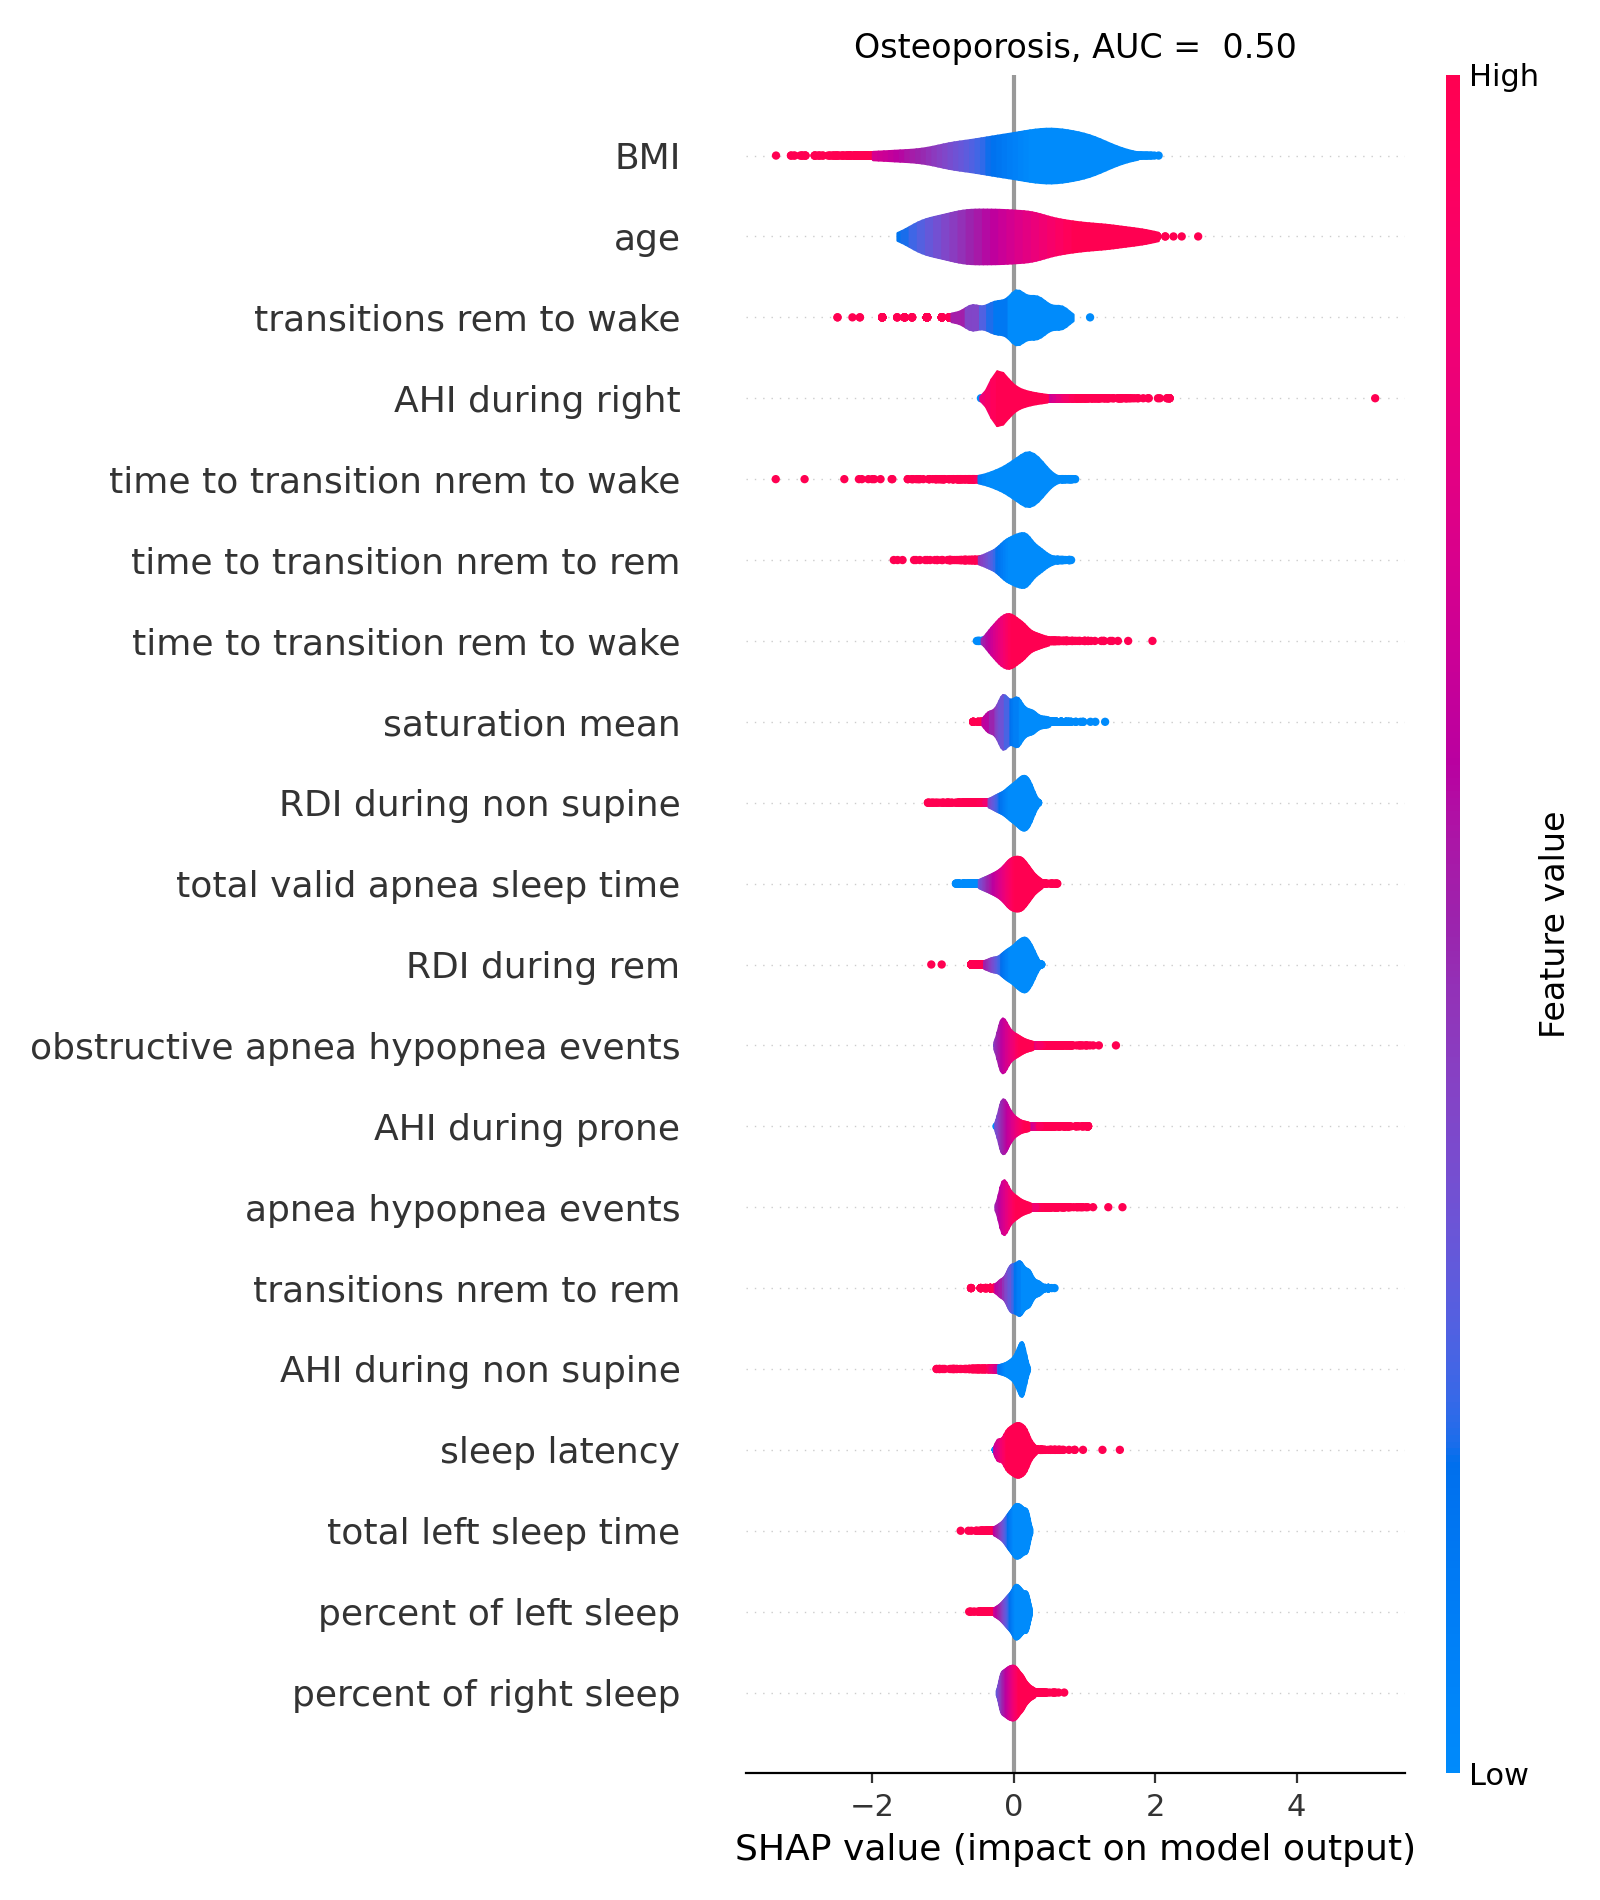 Osteoporosis, AUC =  0.50
High
BMI
age
transitions rem to wake
AHI during right
time to transition nrem to wake
time to transition nrem to rem
time to transition rem to wake
saturation mean
RDI during non supine
total valid apnea sleep time
RDI during rem
obstructive apnea hypopnea events
AHI during prone
apnea hypopnea events
transitions nrem to rem
AHI during non supine
sleep latency
total left sleep time
percent of left sleep
percent of right sleep
Feature value
Low
−2 0 2 4
SHAP value (impact on model output)